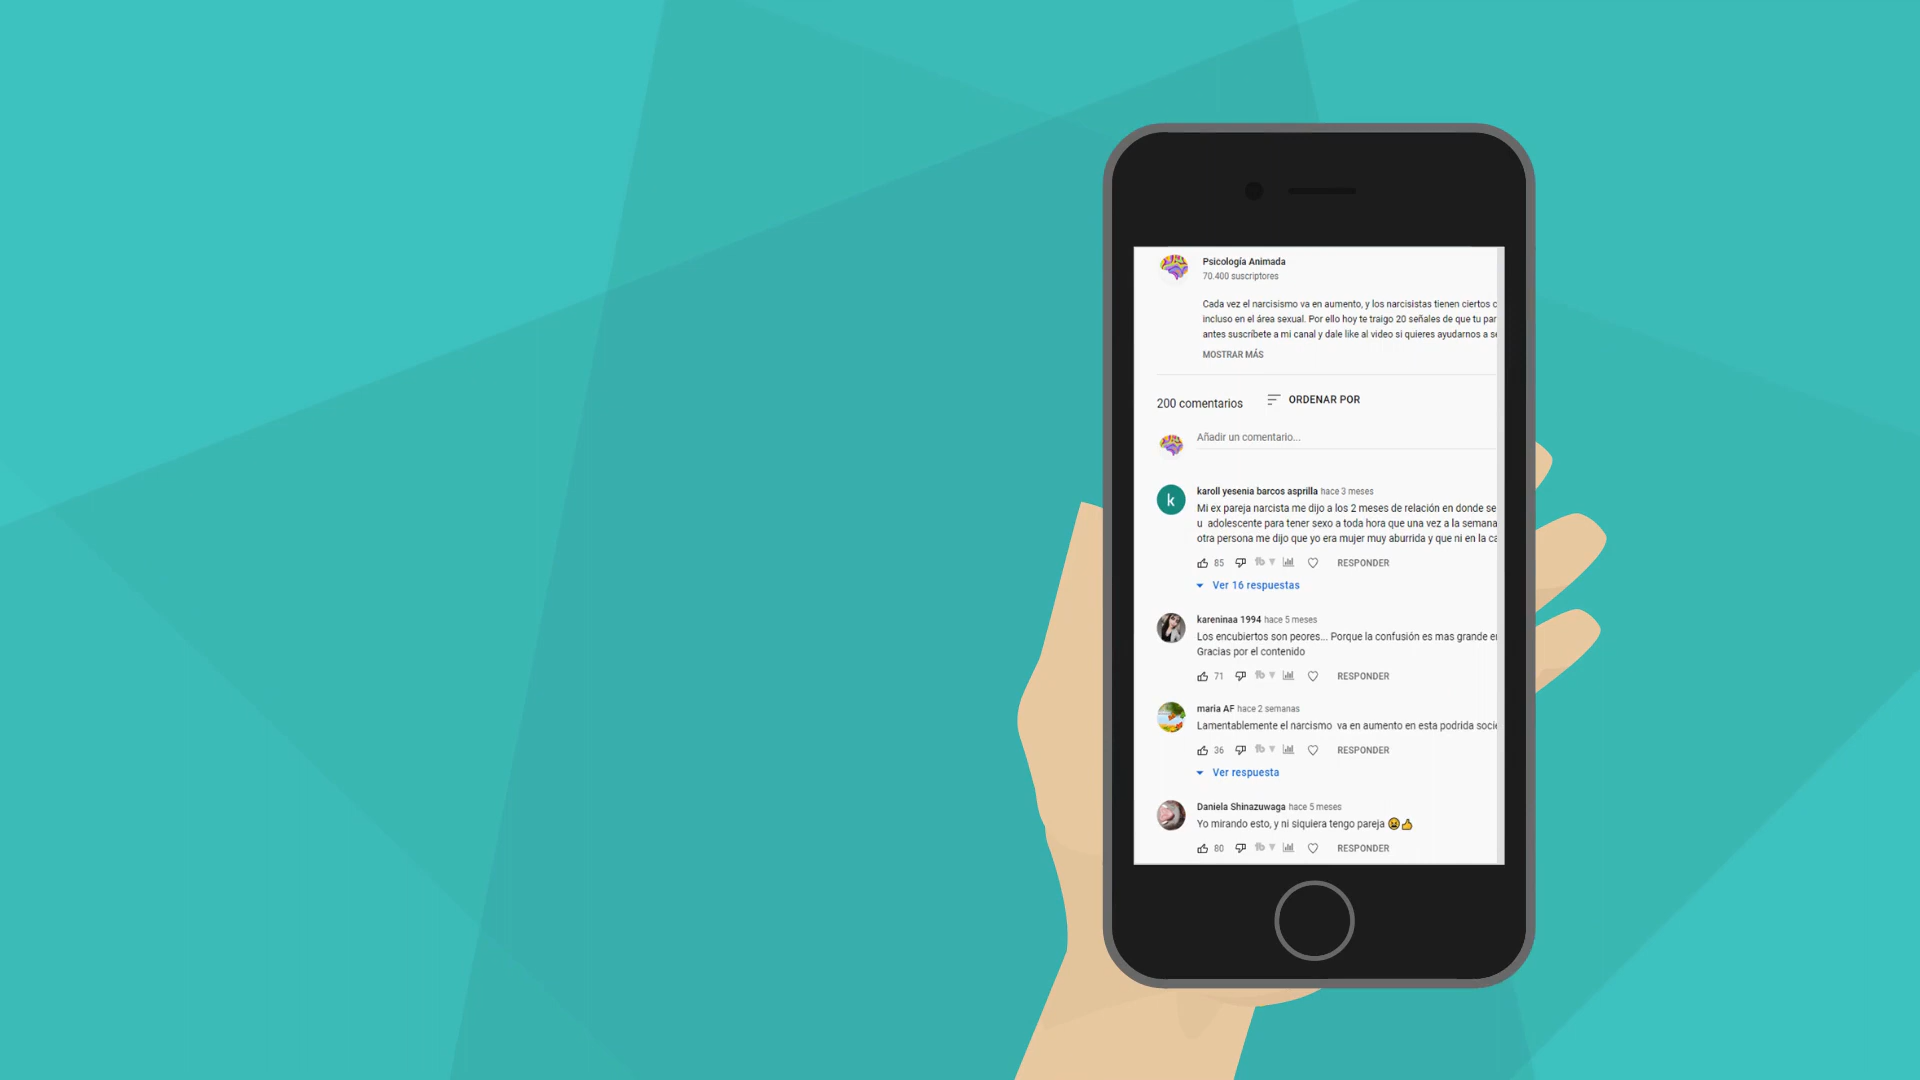 Psicología Animada
70.400 suscriptores
Cada vez el narcisismo va en aumento, y los narcisistas tienen ciertos c
incluso en el área sexual. Por ello hoy te traigo 20 señales de que tu par
antes suscríbete a mi canal y dale like al video si quieres ayudarnos a se
MOSTRAR MÁS
200 comentarios
ORDENAR POR
Añadir un comentario...
k
karoll yesenia barcos asprilla hace 3 meses
Mi ex pareja narcista me dijo a los 2 meses de relación en donde se
u adolescente para tener sexo a toda hora que una vez a la semana
otra persona me dijo que yo era mujer muy aburrida y que ni en la ca
85 RESPONDER
Ver 16 respuestas
kareninaa 1994 hace 5 meses
Los encubiertos son peores... Porque la confusión es mas grande en
Gracias por el contenido
71 RESPONDER
maria AF hace 2 semanas
Lamentablemente el narcismo va en aumento en esta podrida socie
36 RESPONDER
Ver respuesta
Daniela Shinazuwaga hace 5 meses
Yo mirando esto, y ni siquiera tengo pareja 😫👍
80 RESPONDER